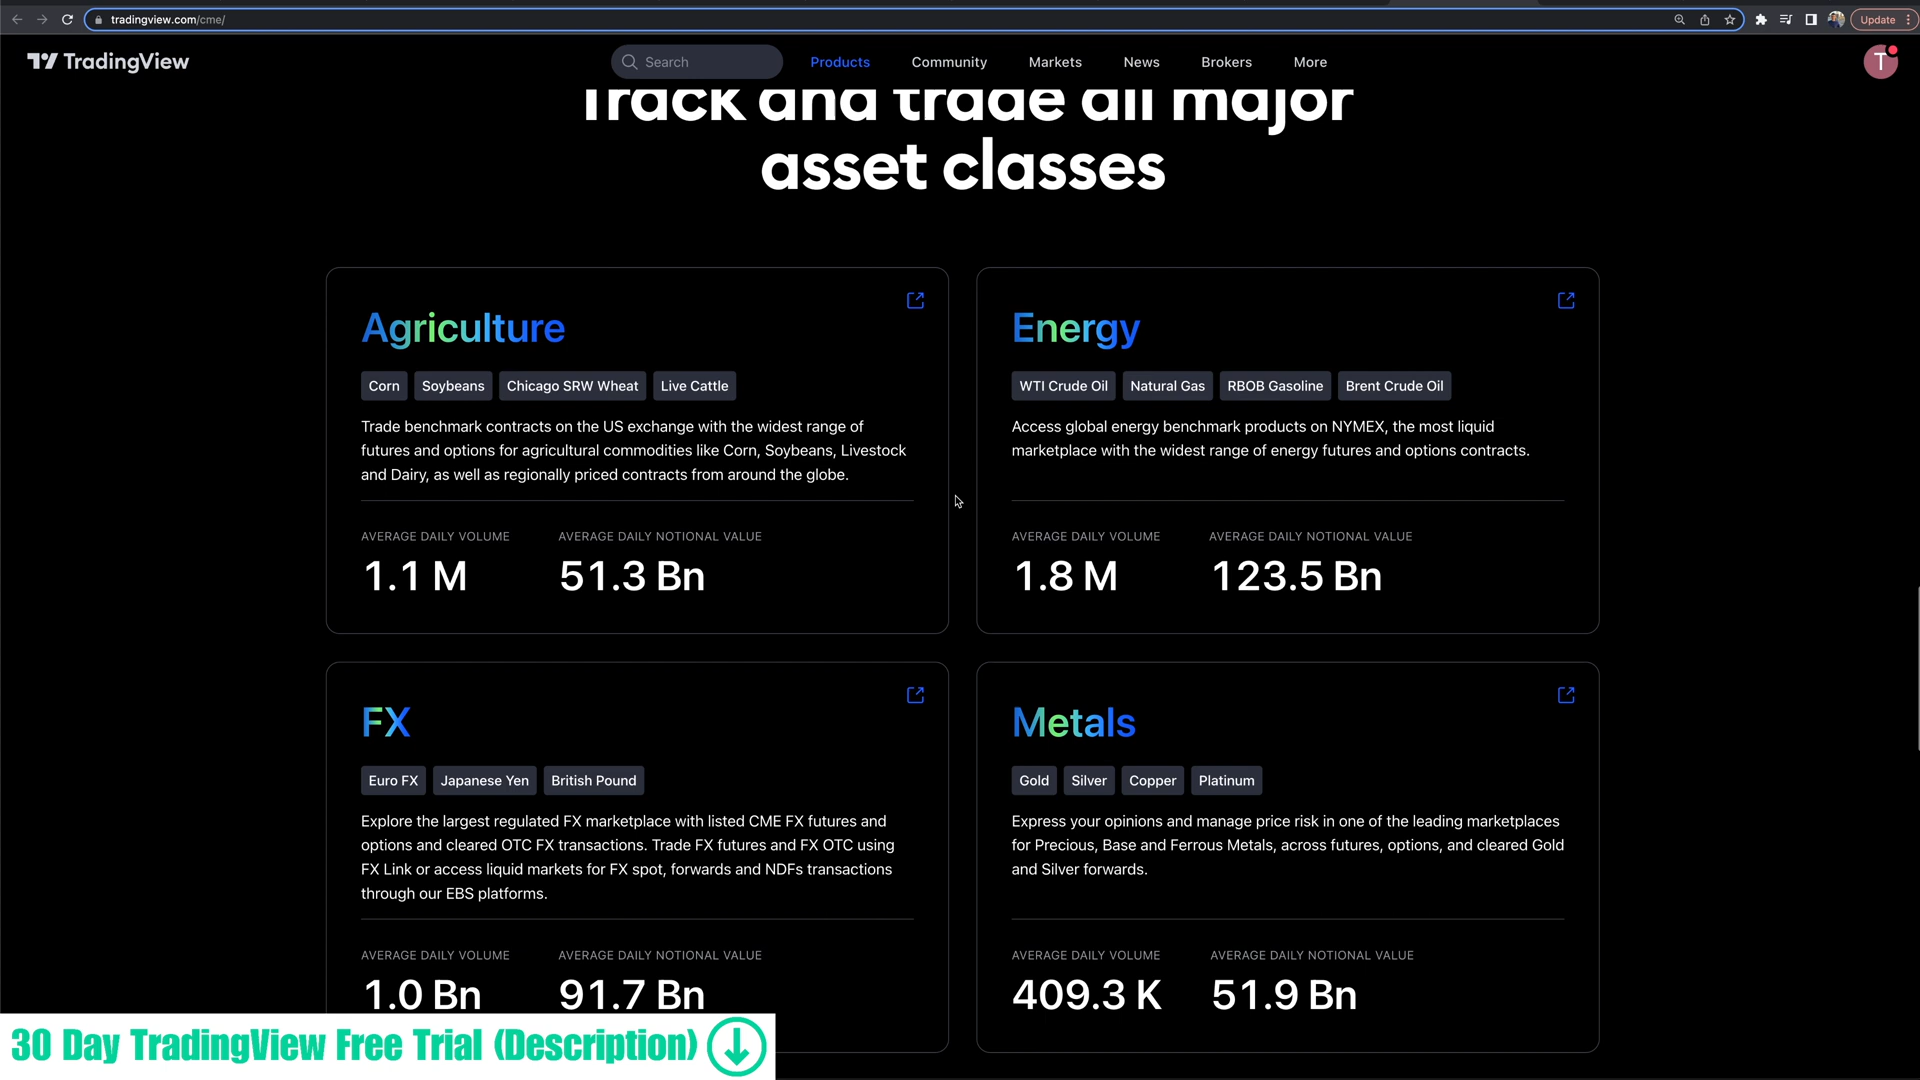 tradingview.com/cme/
Update
TradingView
Search
Products
Community
Markets
News
Brokers
More
T
Track and trade all major
asset classes
Agriculture
Corn
Soybeans
Chicago SRW Wheat
Live Cattle
Trade benchmark contracts on the US exchange with the widest range of
futures and options for agricultural commodities like Corn, Soybeans, Livestock
and Dairy, as well as regionally priced contracts from around the globe.
AVERAGE DAILY VOLUME
AVERAGE DAILY NOTIONAL VALUE
1.1 M
51.3 Bn
Energy
WTI Crude Oil
Natural Gas
RBOB Gasoline
Brent Crude Oil
Access global energy benchmark products on NYMEX, the most liquid
marketplace with the widest range of energy futures and options contracts.
AVERAGE DAILY VOLUME
AVERAGE DAILY NOTIONAL VALUE
1.8 M
123.5 Bn
FX
Euro FX
Japanese Yen
British Pound
Explore the largest regulated FX marketplace with listed CME FX futures and
options and cleared OTC FX transactions. Trade FX futures and FX OTC using
FX Link or access liquid markets for FX spot, forwards and NDFs transactions
through our EBS platforms.
AVERAGE DAILY VOLUME
AVERAGE DAILY NOTIONAL VALUE
1.0 Bn
91.7 Bn
Metals
Gold
Silver
Copper
Platinum
Express your opinions and manage price risk in one of the leading marketplaces
for Precious, Base and Ferrous Metals, across futures, options, and cleared Gold
and Silver forwards.
AVERAGE DAILY VOLUME
AVERAGE DAILY NOTIONAL VALUE
409.3 K
51.9 Bn
30 Day TradingView Free Trial (Description)